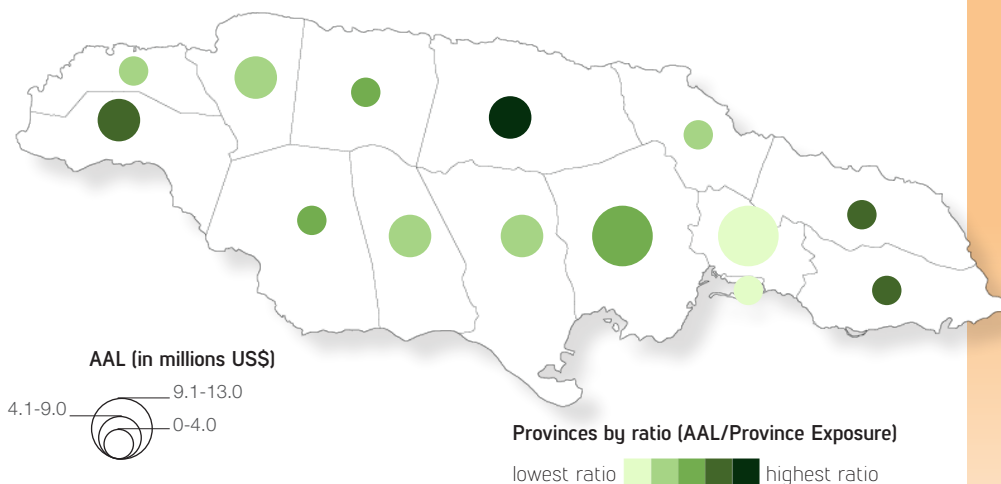 AAL (in millions US$)
9.1-13.0
4.1-9.0
0-4.0
Provinces by ratio (AAL/Province Exposure)
lowest ratio highest ratio